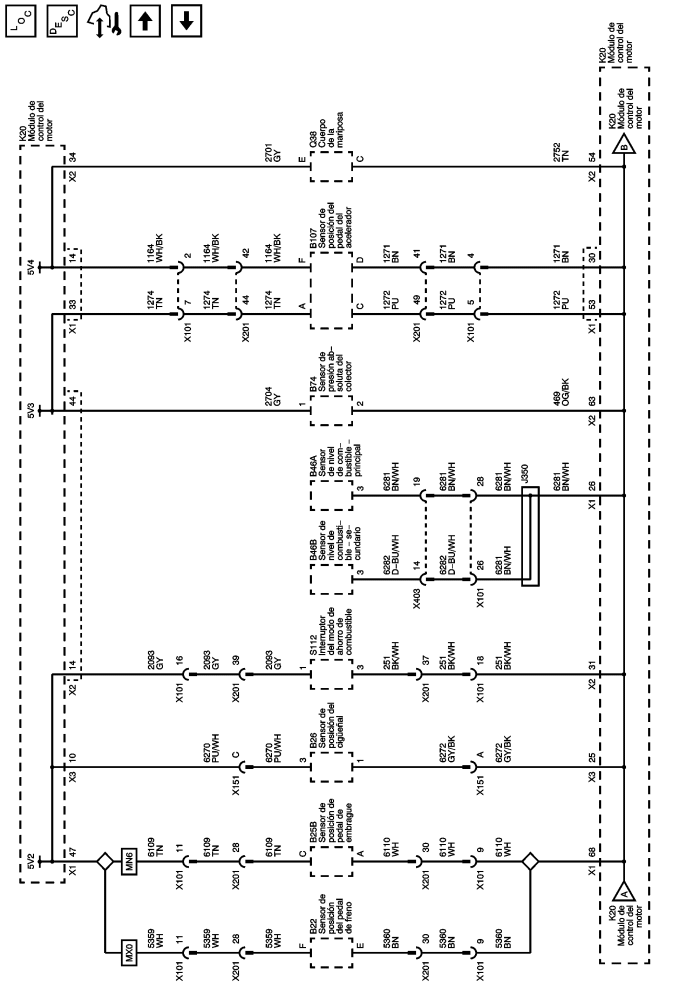 LOC
DESC
K20
Módulo de
control del
motor
5V2
47
X1
10
X3
14
X2
5V3
44
33
X1
5V4
14
34
X2
MX0
5359
WH
11
X101
5359
WH
28
X201
5359
WH
F
B22
Sensor de
posición
del pedal
de freno
E
5360
BN
30
X201
5360
BN
9
X101
5360
BN
MN6
6109
TN
11
X101
6109
TN
28
X201
6109
TN
C
B25B
Sensor de
posición de
pedal de
embrague
A
6110
WH
30
X201
6110
WH
9
X101
6110
WH
68
X1
6270
PU/WH
C
X151
6270
PU/WH
3
B26
Sensor de
posición del
cigüeñal
1
6272
GY/BK
A
X151
6272
GY/BK
25
X3
2093
GY
16
X101
2093
GY
39
X201
2093
GY
1
S112
Interruptor
del modo de
ahorro de
combustible
3
251
BK/WH
37
X201
251
BK/WH
18
X101
251
BK/WH
31
X2
B46B
Sensor de
nivel de
combusti–
ble – se–
cundario
3
6282
D–BU/WH
14
X403
6282
D–BU/WH
26
X101
6281
BN/WH
B46A
Sensor
de nivel
de com–
bustible –
principal
3
6281
BN/WH
19
6281
BN/WH
28
6281
BN/WH
J350
6281
BN/WH
26
X1
2704
GY
1
B74
Sensor de
presión ab–
soluta del
colector
2
469
OG/BK
63
X2
1274
TN
7
X101
1274
TN
44
X201
1274
TN
A
C
1272
PU
49
X201
1272
PU
5
X101
1272
PU
53
X1
1164
WH/BK
2
1164
WH/BK
42
1164
WH/BK
F
B107
Sensor de
posición del
pedal del
acelerador
D
1271
BN
41
1271
BN
4
1271
BN
30
2701
GY
E
Q38
Cuerpo
de la
mariposa
C
2752
TN
54
X2
K20
Módulo de
control del
motor
A
K20
Módulo de
control del
motor
B
K20
Módulo de
control del
motor